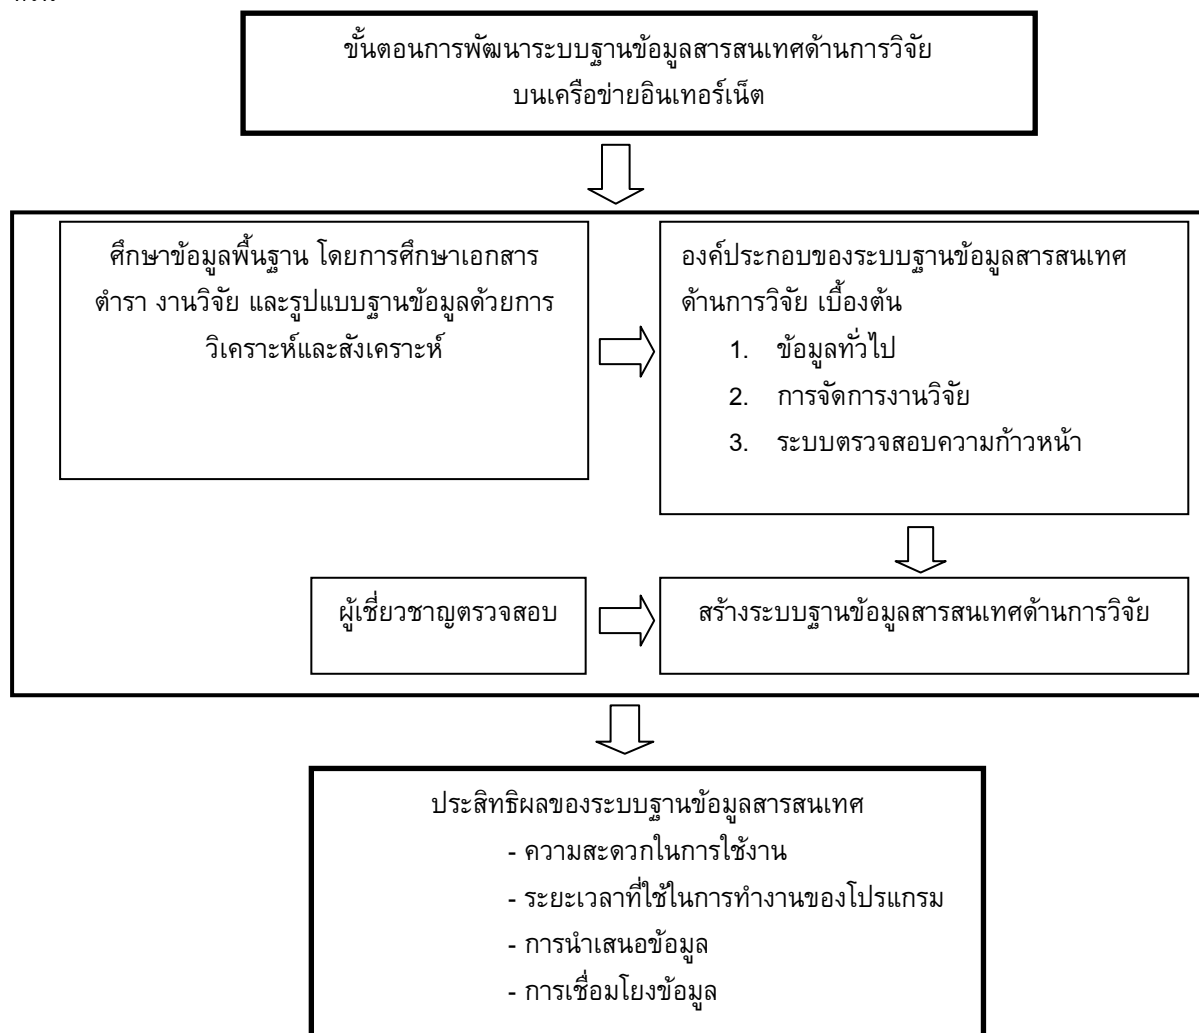 ขั้นตอนการพัฒนาระบบฐานข้อมูลสารสนเทศด้านการวิจัย
บนเครือข่ายอินเทอร์เน็ต
ศึกษาข้อมูลพื้นฐาน โดยการศึกษาเอกสาร
ตำรา งานวิจัย และรูปแบบฐานข้อมูลด้วยการ
วิเคราะห์และสังเคราะห์
องค์ประกอบของระบบฐานข้อมูลสารสนเทศ
ด้านการวิจัย เบื้องต้น
1. ข้อมูลทั่วไป
2. การจัดการงานวิจัย
3. ระบบตรวจสอบความก้าวหน้า
ผู้เชี่ยวชาญตรวจสอบ
สร้างระบบฐานข้อมูลสารสนเทศด้านการวิจัย
ประสิทธิผลของระบบฐานข้อมูลสารสนเทศ
- ความสะดวกในการใช้งาน
- ระยะเวลาที่ใช้ในการทำงานของโปรแกรม
- การนำเสนอข้อมูล
- การเชื่อมโยงข้อมูล